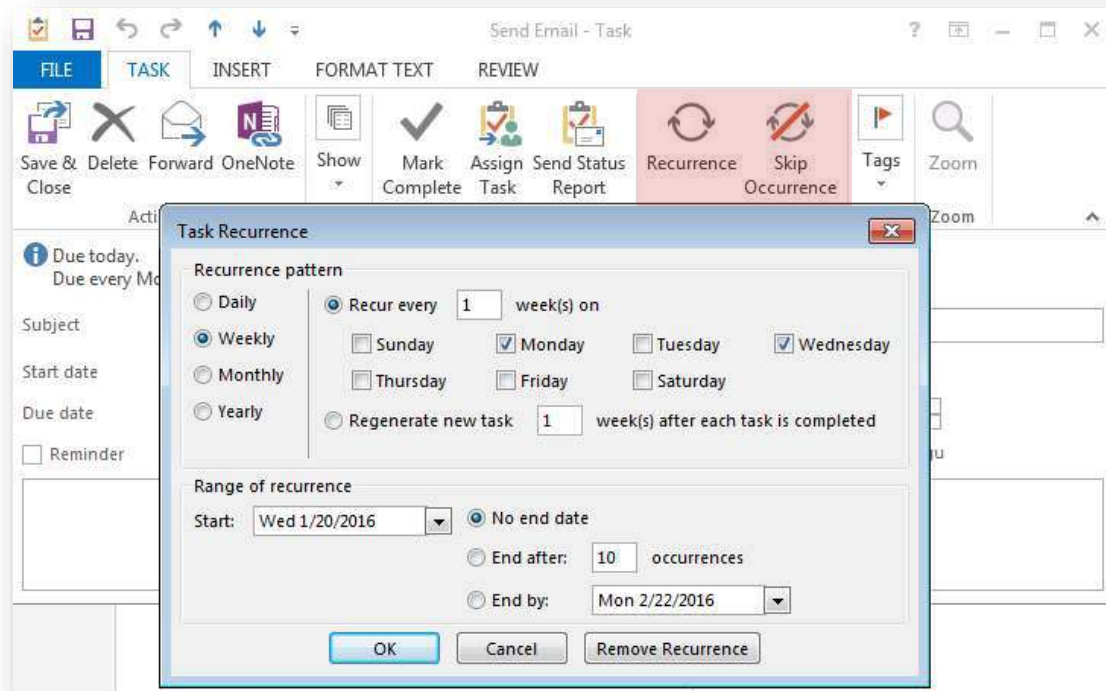 Send Email - Task
?
FILE TASK INSERT FORMAT TEXT REVIEW
Save & Close Delete Forward OneNote Show Mark Complete Assign Task Send Status Report Recurrence Skip Occurrence Tags Zoom
Acti Zoom
Task Recurrence
Due today.
Due every Mo
Subject
Start date
Due date
Reminder
Recurrence pattern
Daily
Weekly
Monthly
Yearly
Recur every 1 week(s) on
Sunday Monday Tuesday Wednesday
Thursday Friday Saturday
Regenerate new task 1 week(s) after each task is completed
Range of recurrence
Start: Wed 1/20/2016
No end date
End after: 10 occurrences
End by: Mon 2/22/2016
OK Cancel Remove Recurrence